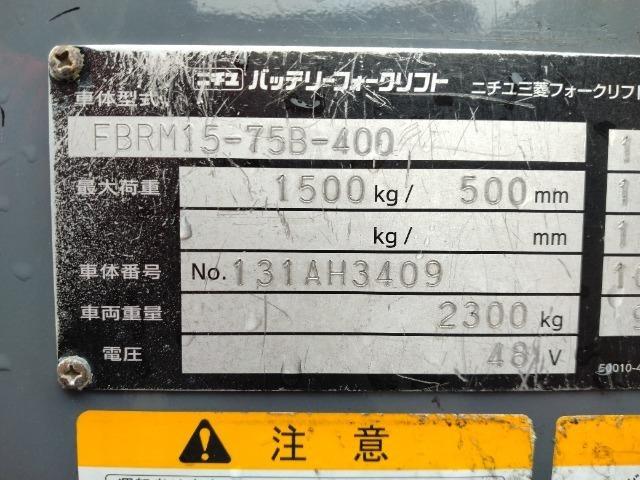 ニチユ バッテリーフォークリフト ニチユ三菱フォークリフト
車体型式
FBRM15-75B-400
最大荷重 1500 kg/ 500 mm
kg/ mm
車体番号 No. 131AH3409
車両重量 2300 kg
電圧 48 V
50010-4
注意